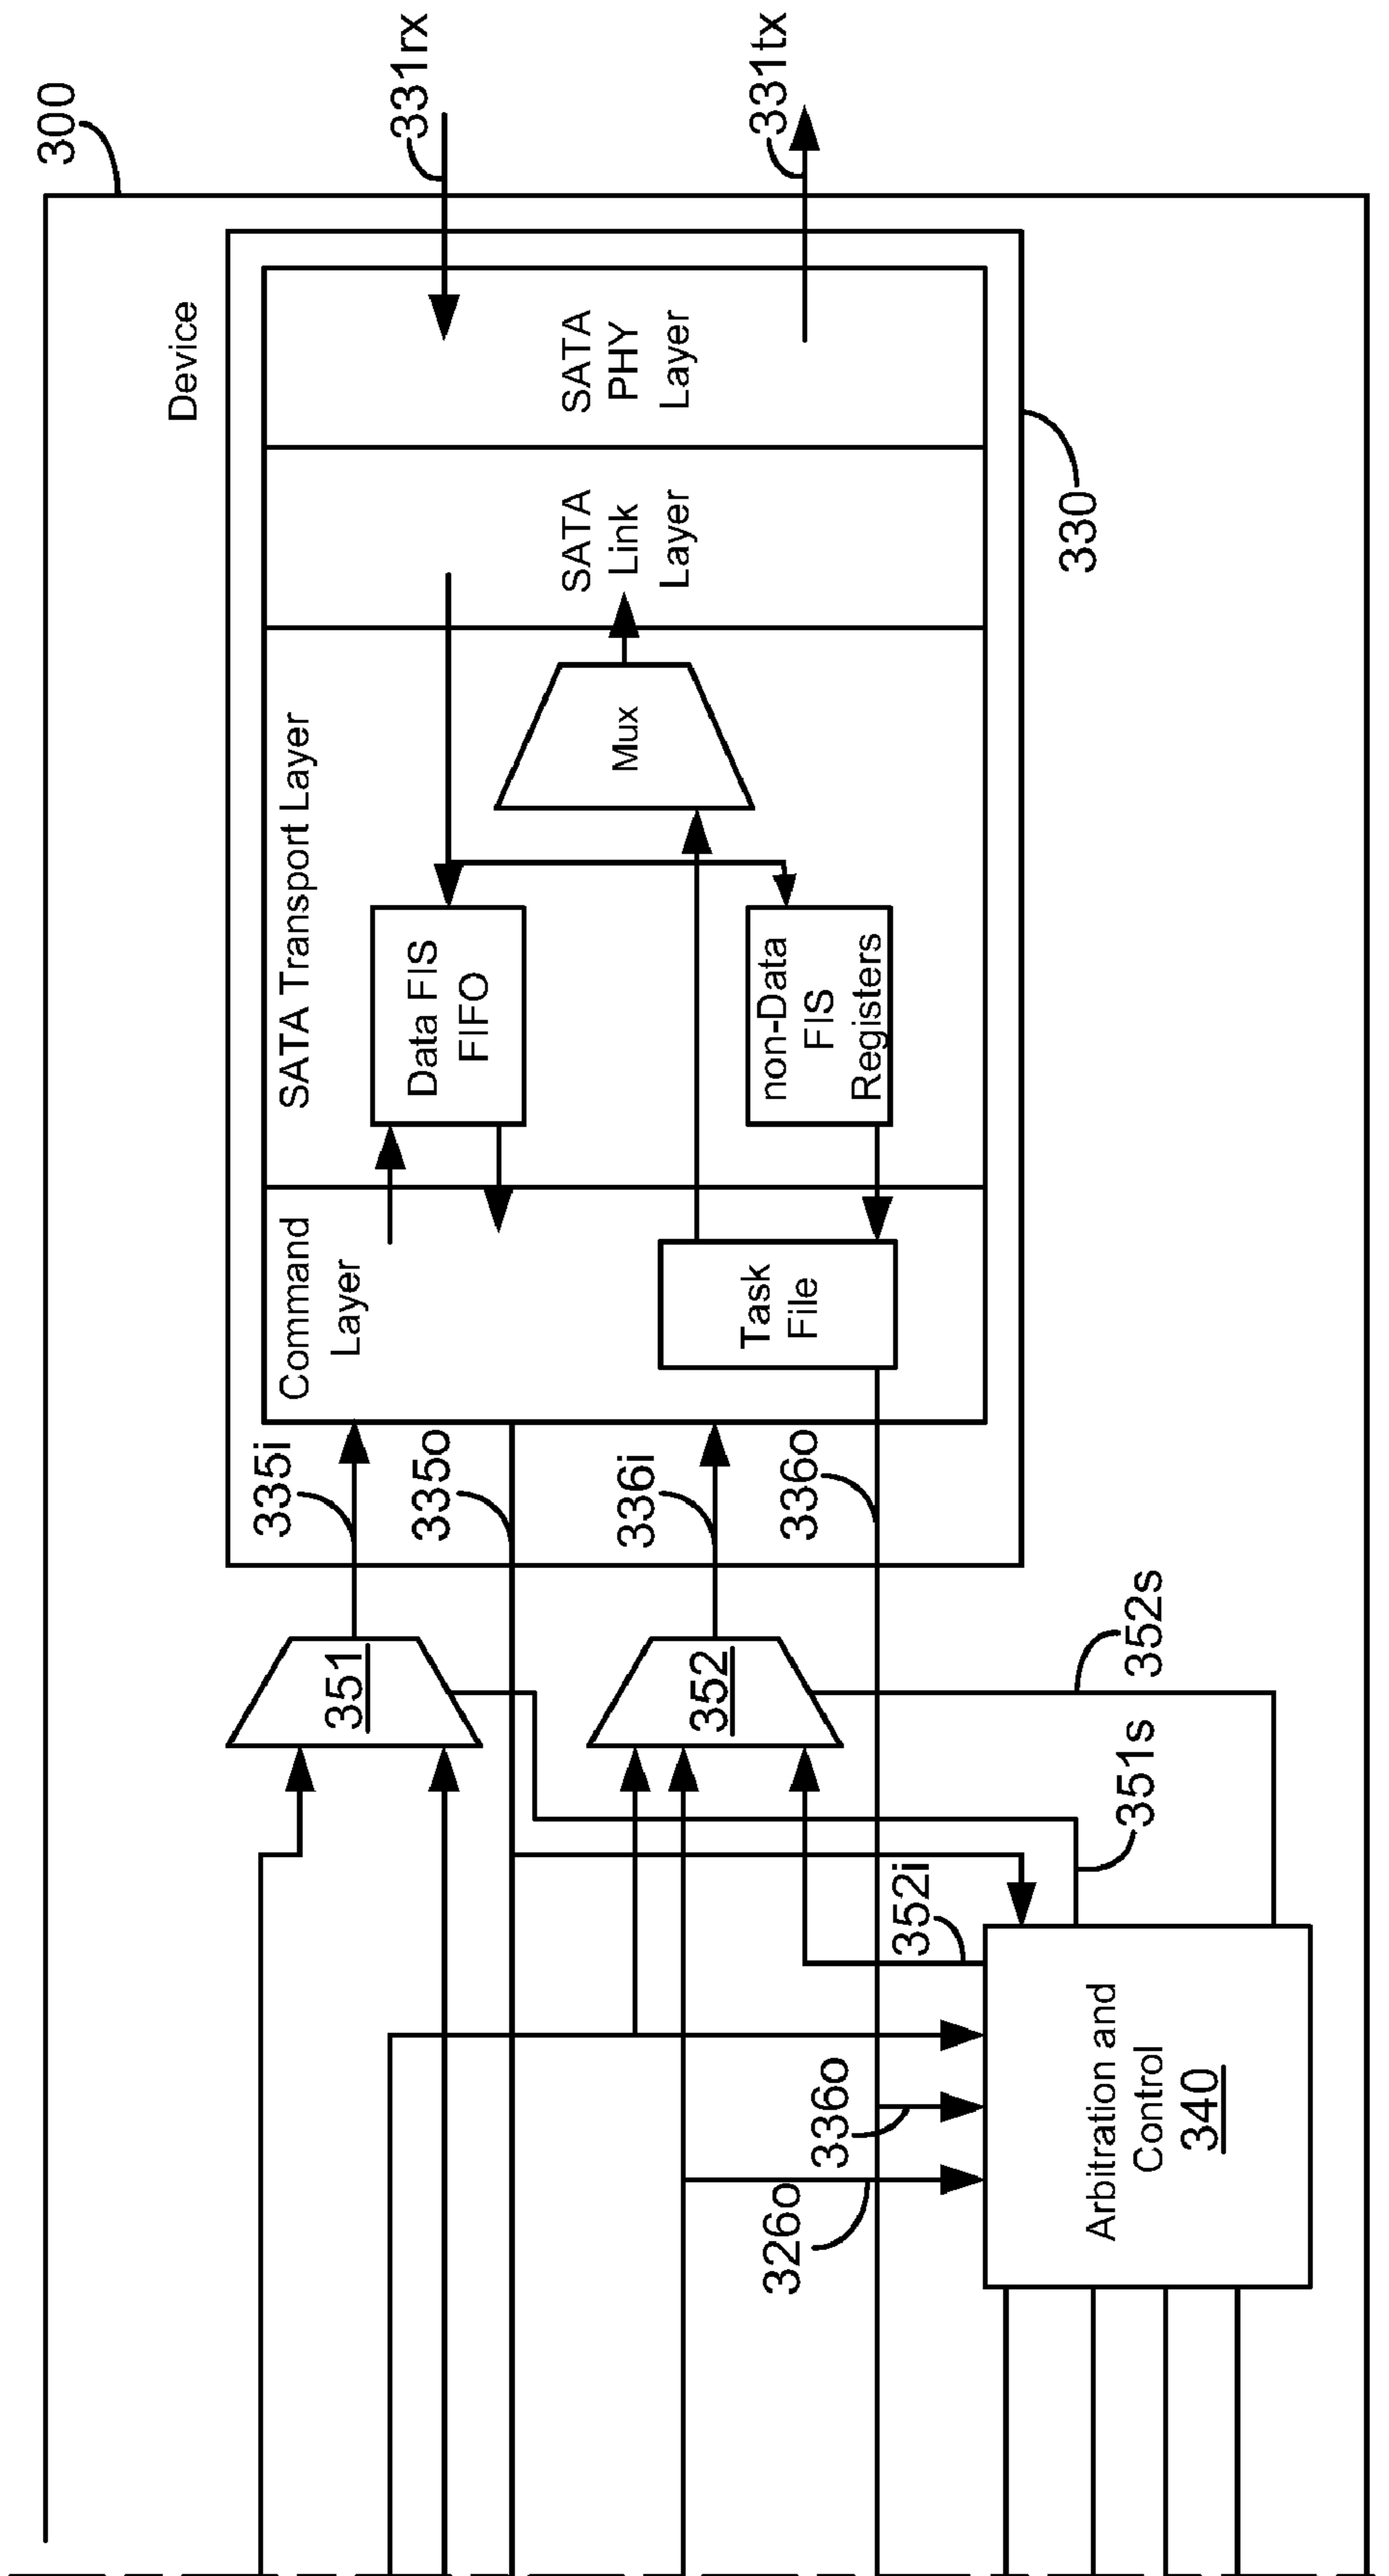 300
331rx
331tx
Device
SATA
PHY
Layer
SATA
Link
Layer
330
SATA Transport Layer
Mux
Data FIS
FIFO
non-Data
FIS
Registers
Command
Layer
Task
File
335i
335o
336i
336o
351
352
352s
351s
352i
336o
326o
Arbitration and
Control
340